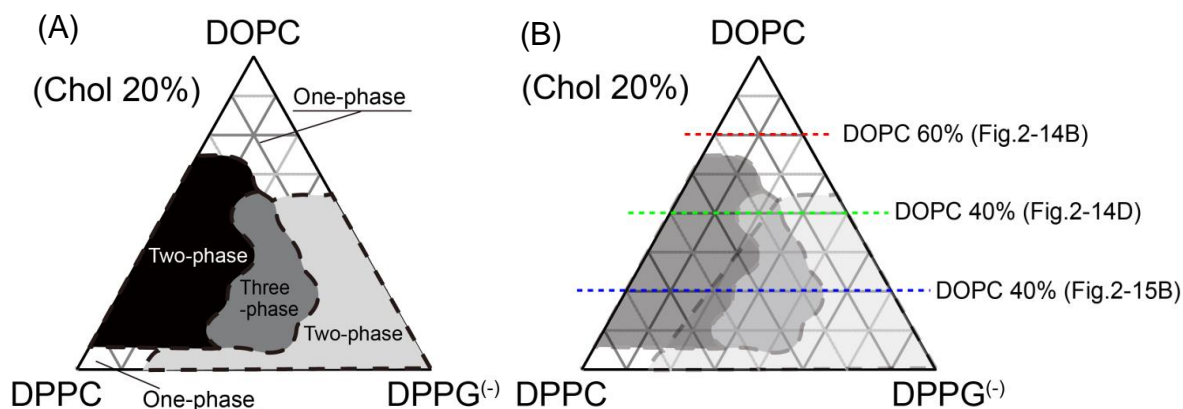 (A)
DOPC
(Chol 20%)
One-phase
Two-phase
Three
-phase
Two-phase
DPPC
One-phase
DPPG(-)
(B)
DOPC
(Chol 20%)
DOPC 60% (Fig.2-14B)
DOPC 40% (Fig.2-14D)
DOPC 40% (Fig.2-15B)
DPPC
DPPG(-)